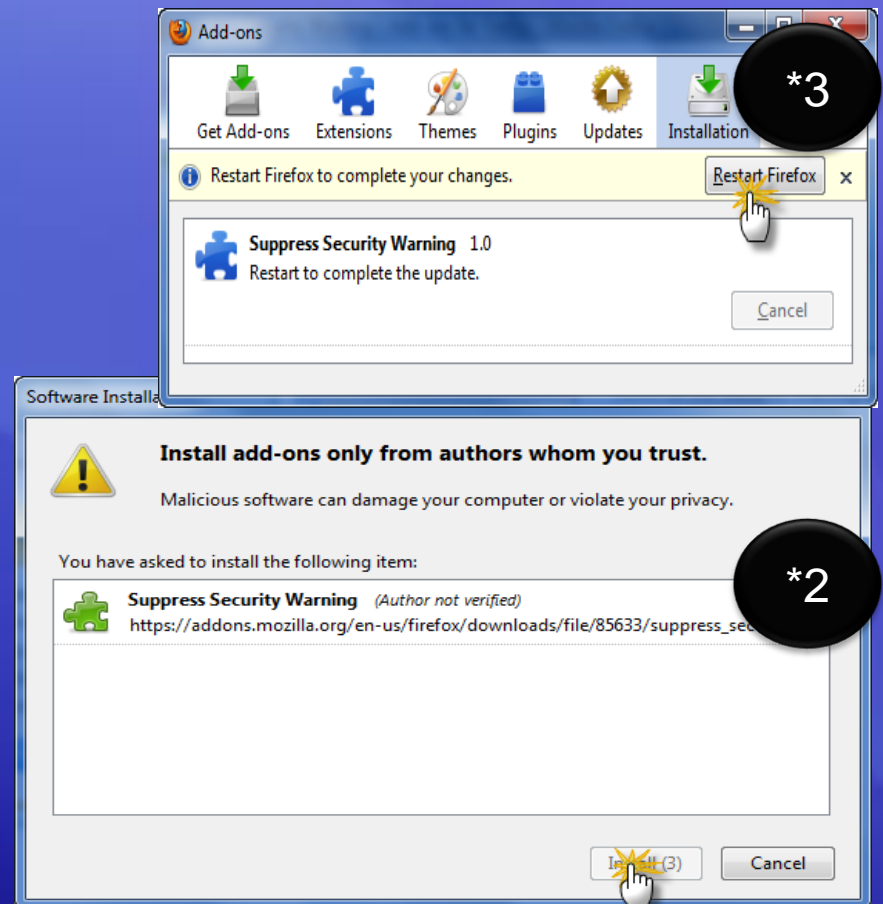 Add-ons
*3
Get Add-ons Extensions Themes Plugins Updates Installation
Restart Firefox to complete your changes. Restart Firefox x
Suppress Security Warning 1.0
Restart to complete the update.
Cancel
Software Installa
Install add-ons only from authors whom you trust.
Malicious software can damage your computer or violate your privacy.
You have asked to install the following item:
*2
Suppress Security Warning (Author not verified)
https://addons.mozilla.org/en-us/firefox/downloads/file/85633/suppress_sec
Install (3) Cancel